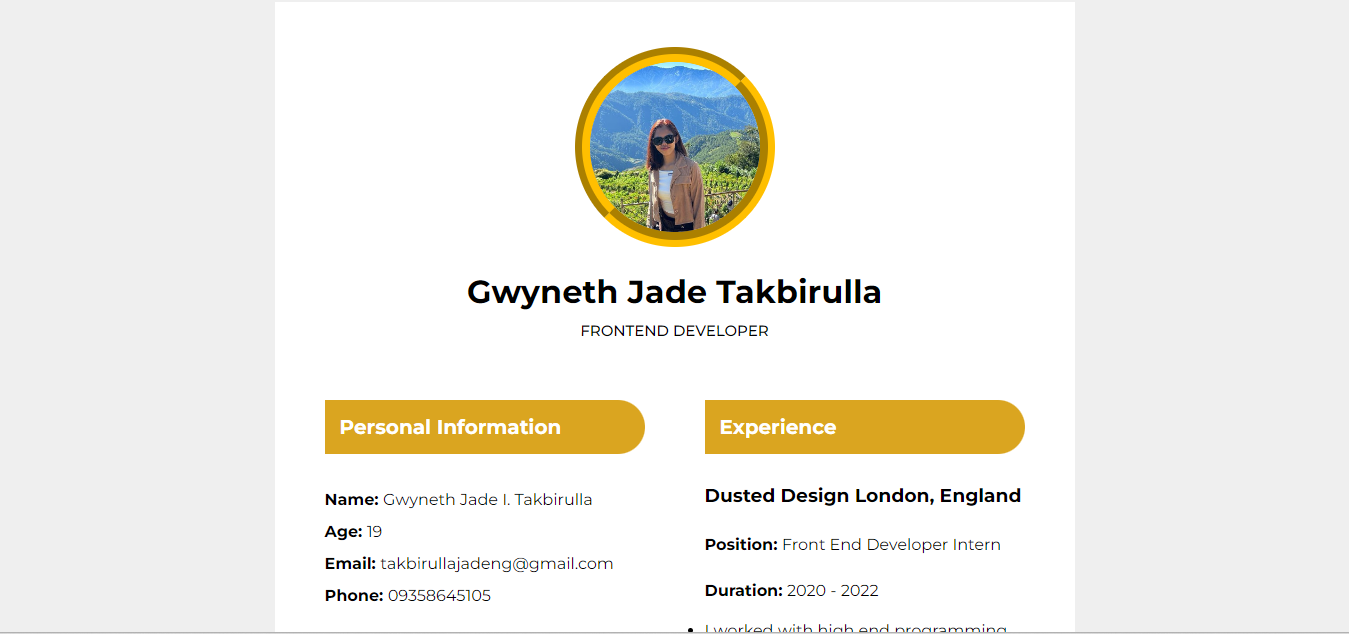 Gwyneth Jade Takbirulla
FRONTEND DEVELOPER
Personal Information
Name: Gwyneth Jade I. Takbirulla
Age: 19
Email: takbirullajadeng@gmail.com
Phone: 09358645105
Experience
Dusted Design London, England
Position: Front End Developer Intern
Duration: 2020 - 2022
I worked with high end programming